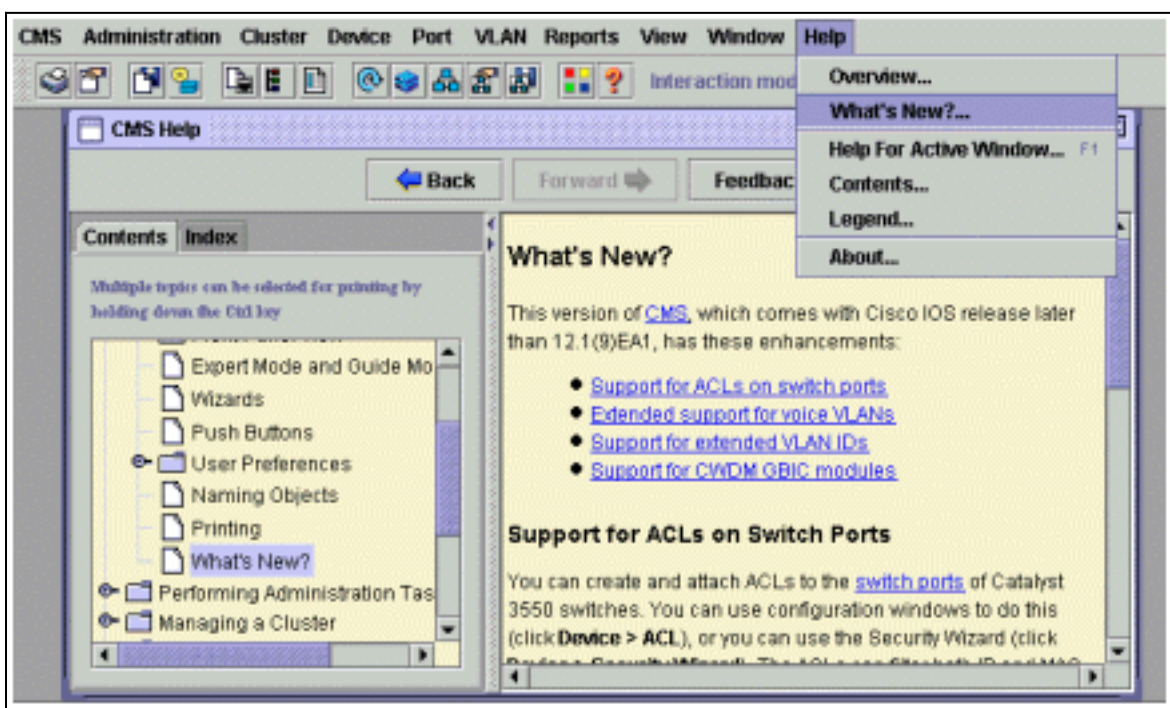 CMS Administration Cluster Device Port VLAN Reports View Window Help
Interaction mod
Overview...
What's New?...
Help For Active Window... F1
Contents...
Legend...
About...
CMS Help
Back Forward Feedbac
Contents Index
Multiple topics can be selected for printing by
holding down the Ctrl key
Expert Mode and Guide Mo
Wizards
Push Buttons
User Preferences
Naming Objects
Printing
What's New?
Performing Administration Tas
Managing a Cluster
What's New?
This version of CMS, which comes with Cisco IOS release later
than 12.1(9)EA1, has these enhancements:
Support for ACLs on switch ports
Extended support for voice VLANs
Support for extended VLAN IDs
Support for CWDM GBIC modules
Support for ACLs on Switch Ports
You can create and attach ACLs to the switch ports of Catalyst
3550 switches. You can use configuration windows to do this
(click Device > ACL), or you can use the Security Wizard (click